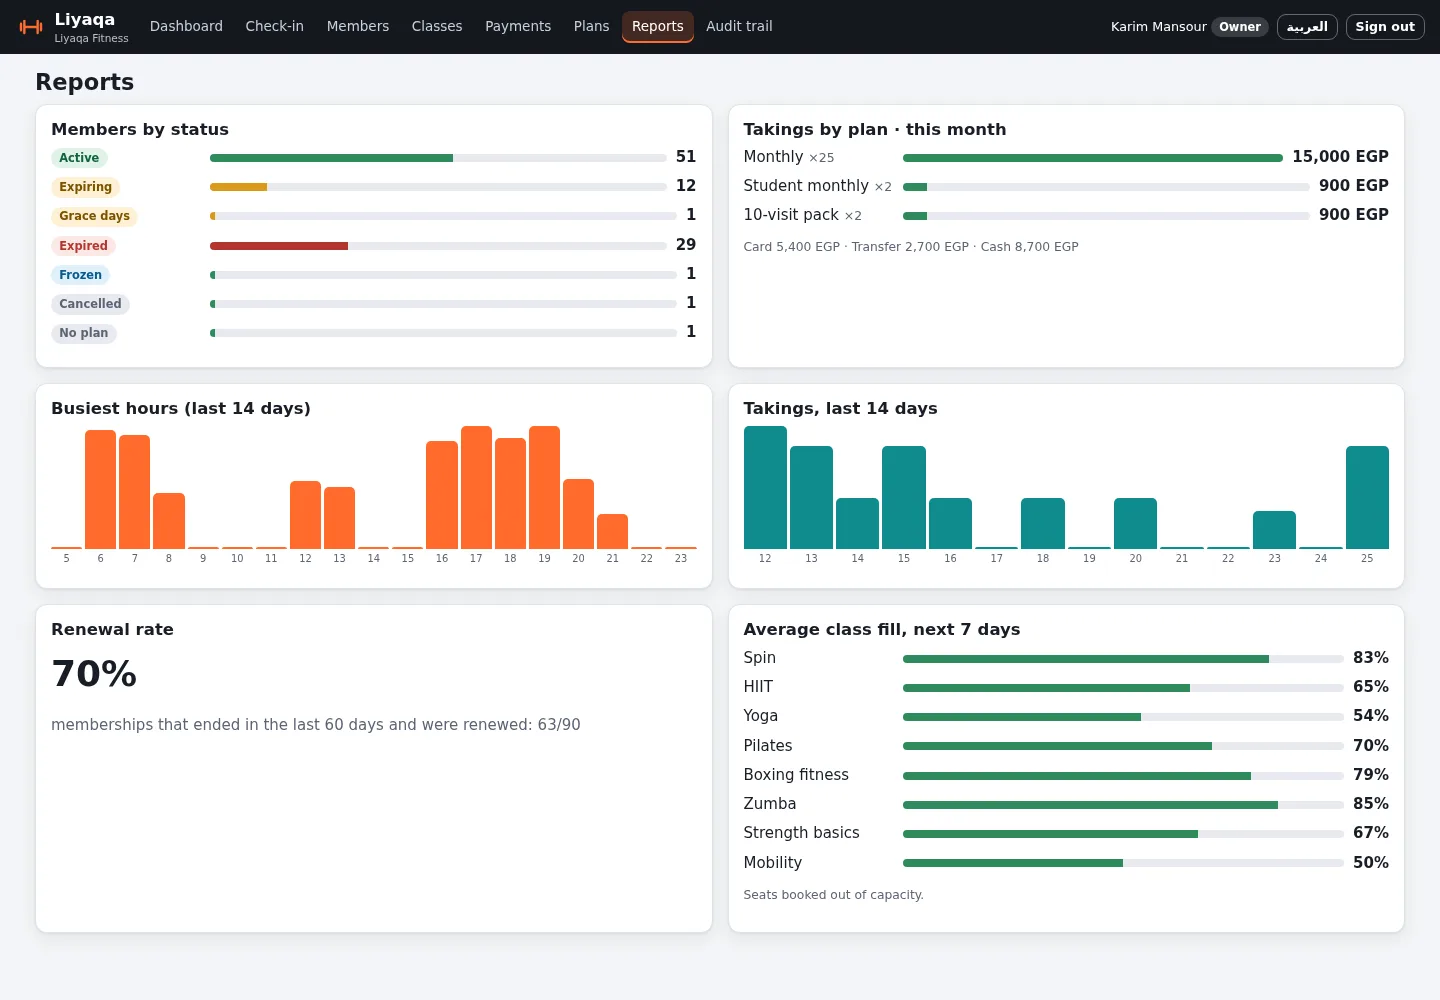 Liyaqa
Liyaqa Fitness
Dashboard Check-in Members Classes Payments Plans Reports Audit trail
Karim Mansour Owner العربية Sign out
Reports
Members by status
Active 51
Expiring 12
Grace days 1
Expired 29
Frozen 1
Cancelled 1
No plan 1
Takings by plan · this month
Monthly ×25 15,000 EGP
Student monthly ×2 900 EGP
10-visit pack ×2 900 EGP
Card 5,400 EGP · Transfer 2,700 EGP · Cash 8,700 EGP
Busiest hours (last 14 days)
5 6 7 8 9 10 11 12 13 14 15 16 17 18 19 20 21 22 23
Takings, last 14 days
12 13 14 15 16 17 18 19 20 21 22 23 24 25
Renewal rate
70%
memberships that ended in the last 60 days and were renewed: 63/90
Average class fill, next 7 days
Spin 83%
HIIT 65%
Yoga 54%
Pilates 70%
Boxing fitness 79%
Zumba 85%
Strength basics 67%
Mobility 50%
Seats booked out of capacity.